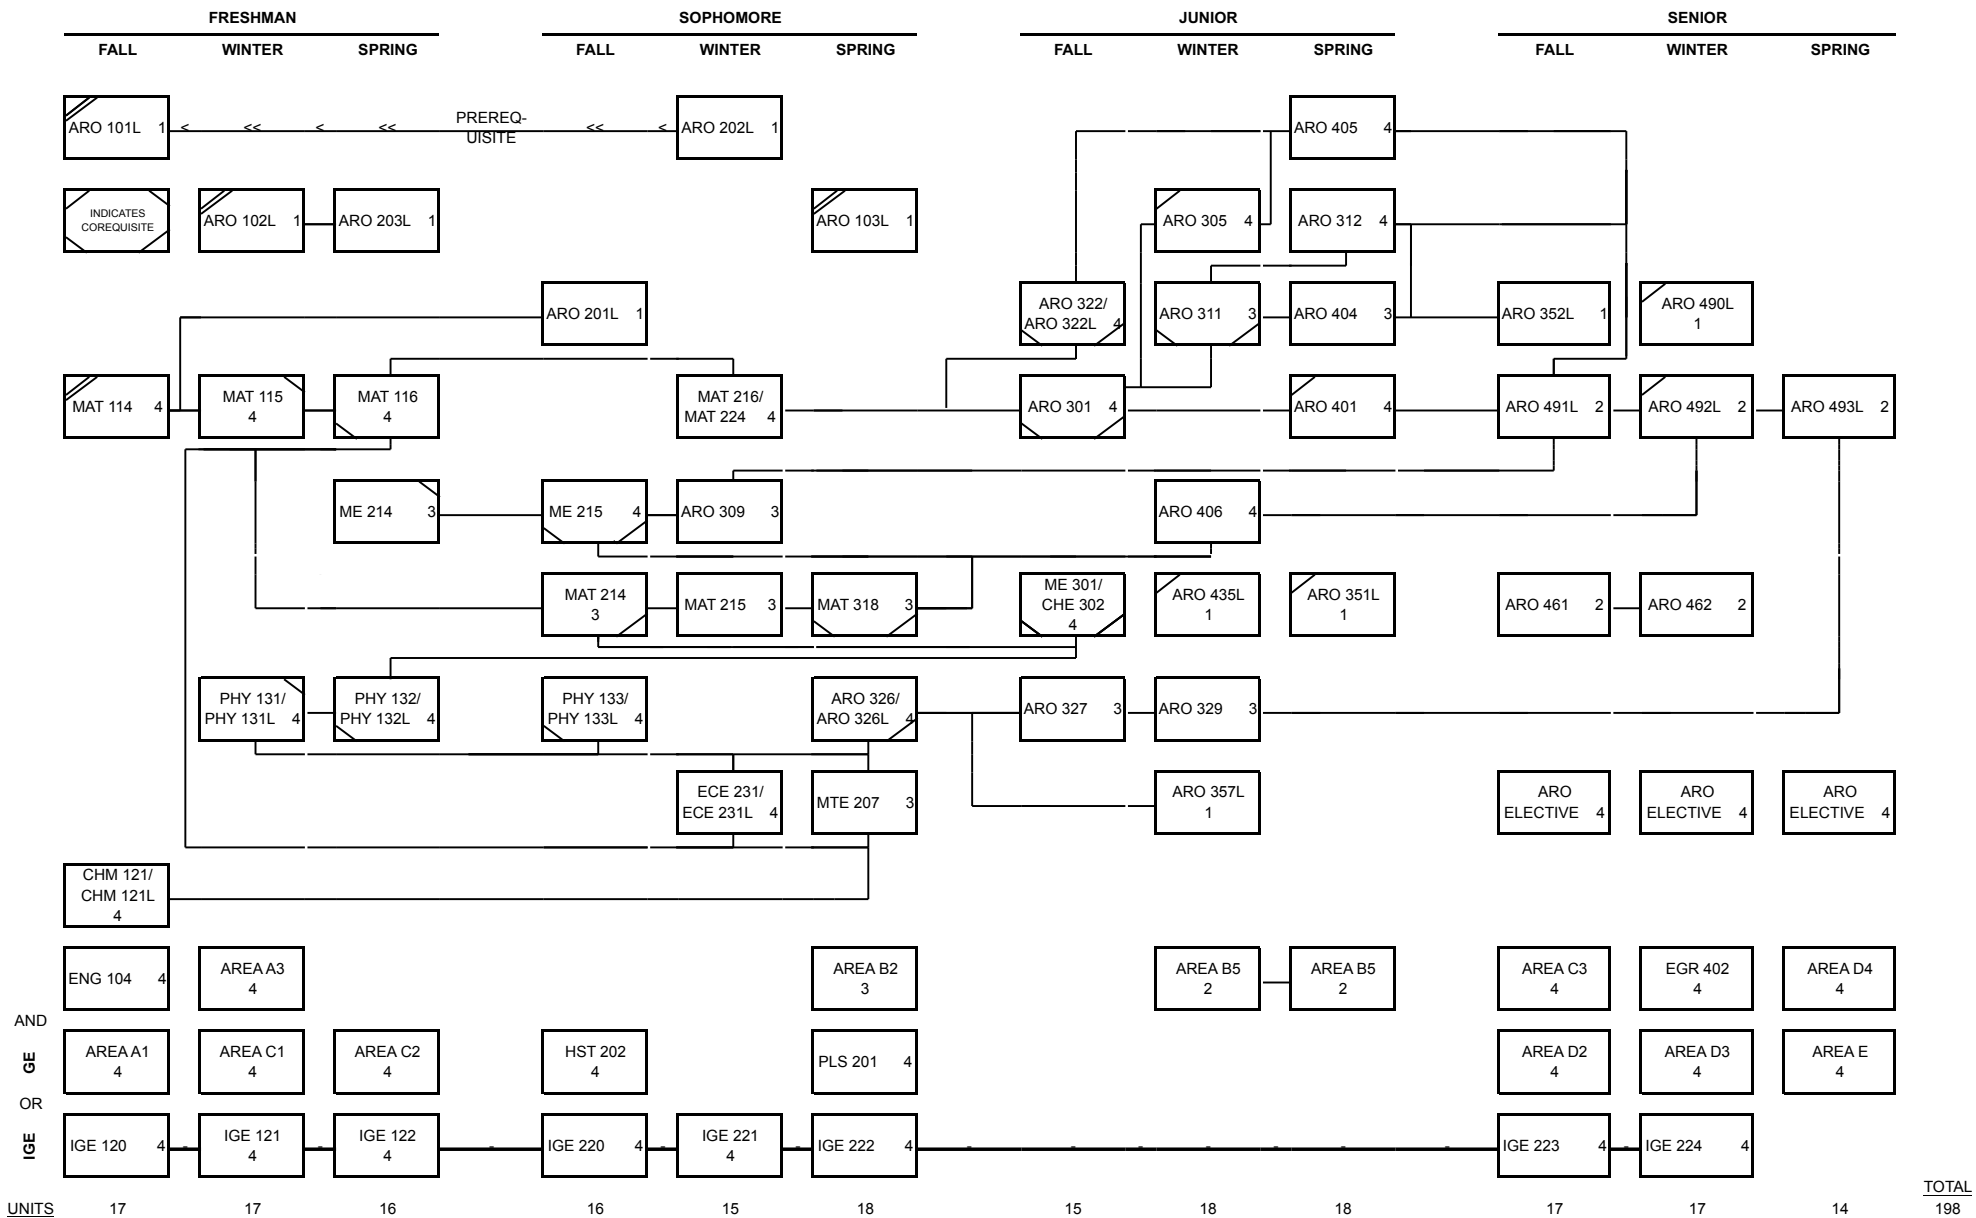 FRESHMAN SOPHOMORE JUNIOR SENIOR
FALL WINTER SPRING FALL WINTER SPRING FALL WINTER SPRING FALL WINTER SPRING
ARO 101L 1 < << < << PREREQ- << < ARO 202L 1 ARO 405 4
UISITE
INDICATES
COREQUISITE
ARO 102L 1 ARO 203L 1 ARO 103L 1 ARO 305 4 ARO 312 4
ARO 201L 1
ARO 322/
ARO 322L 4
ARO 311 3 ARO 404 3 ARO 352L 1
ARO 490L
1
MAT 114 4
MAT 115
4
MAT 116
4
MAT 216/
MAT 224 4
ARO 301 4 ARO 401 4 ARO 491L 2 ARO 492L 2 ARO 493L 2
ME 214 3 ME 215 4 ARO 309 3 ARO 406 4
MAT 214
3
MAT 215 3 MAT 318 3
ME 301/
CHE 302
4
ARO 435L
1
ARO 351L
1
ARO 461 2 ARO 462 2
PHY 131/
PHY 131L 4
PHY 132/
PHY 132L 4
PHY 133/
PHY 133L 4
ARO 326/
ARO 326L 4
ARO 327 3 ARO 329 3
ECE 231/
ECE 231L 4
MTE 207 3
ARO 357L
1
ARO
ELECTIVE 4
ARO
ELECTIVE 4
ARO
ELECTIVE 4
CHM 121/
CHM 121L
4
ENG 104 4
AREA A3
4
AREA B2
3
AREA B5
2
AREA B5
2
AREA C3
4
EGR 402
4
AREA D4
4
AND
GE
AREA A1
4
AREA C1
4
AREA C2
4
HST 202
4
PLS 201 4
AREA D2
4
AREA D3
4
AREA E
4
OR
IGE
IGE 120 4
IGE 121
4
IGE 122
4
IGE 220 4
IGE 221
4
IGE 222 4
IGE 223 4
IGE 224 4
TOTAL
UNITS 17 17 16 16 15 18 15 18 18 17 17 14 198